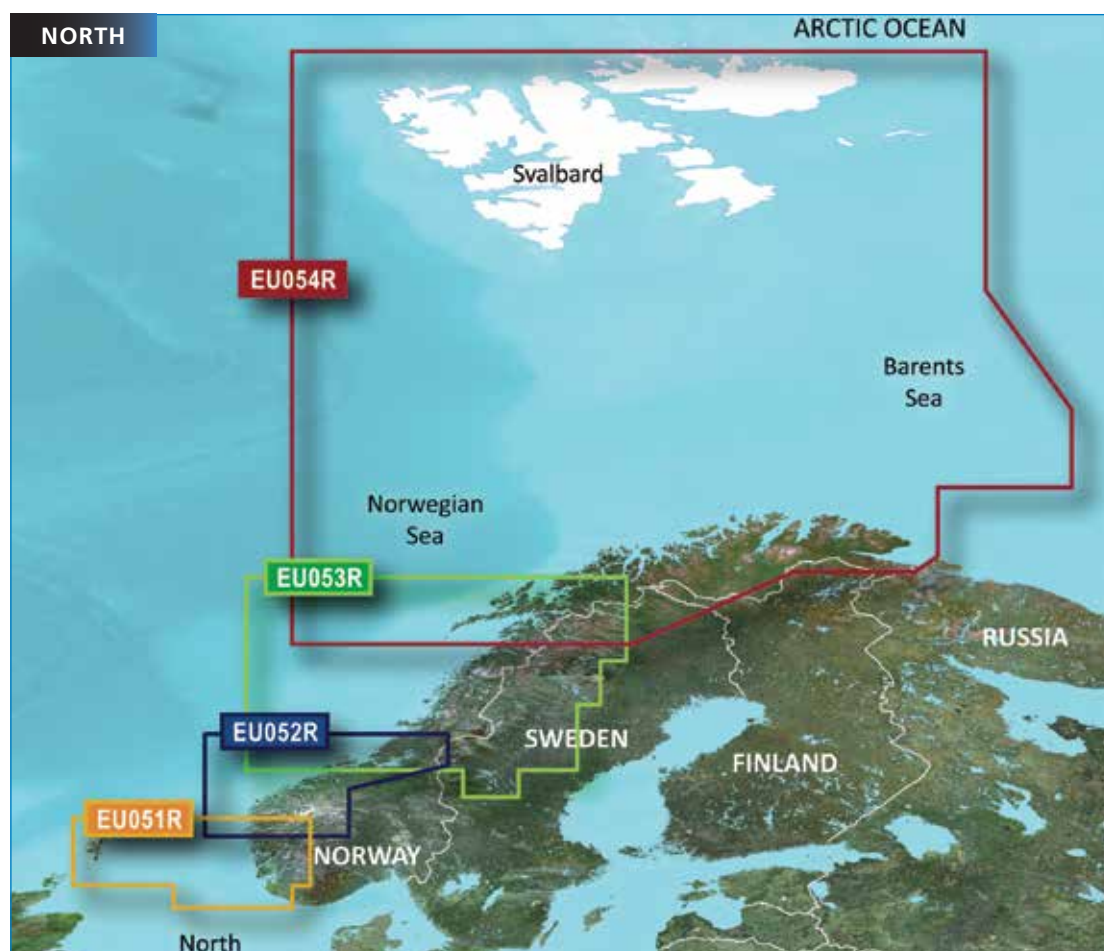 NORTH
ARCTIC OCEAN
Svalbard
EU054R
Barents
Sea
Norwegian
Sea
EU053R
RUSSIA
EU052R
SWEDEN
FINLAND
EU051R
NORWAY
North